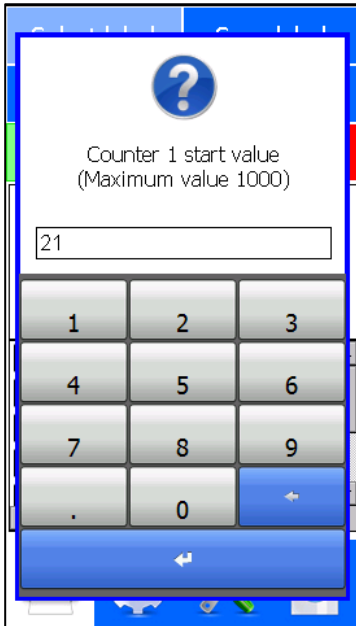 ?
Counter 1 start value
(Maximum value 1000)
21
1 2 3
4 5 6
7 8 9
. 0